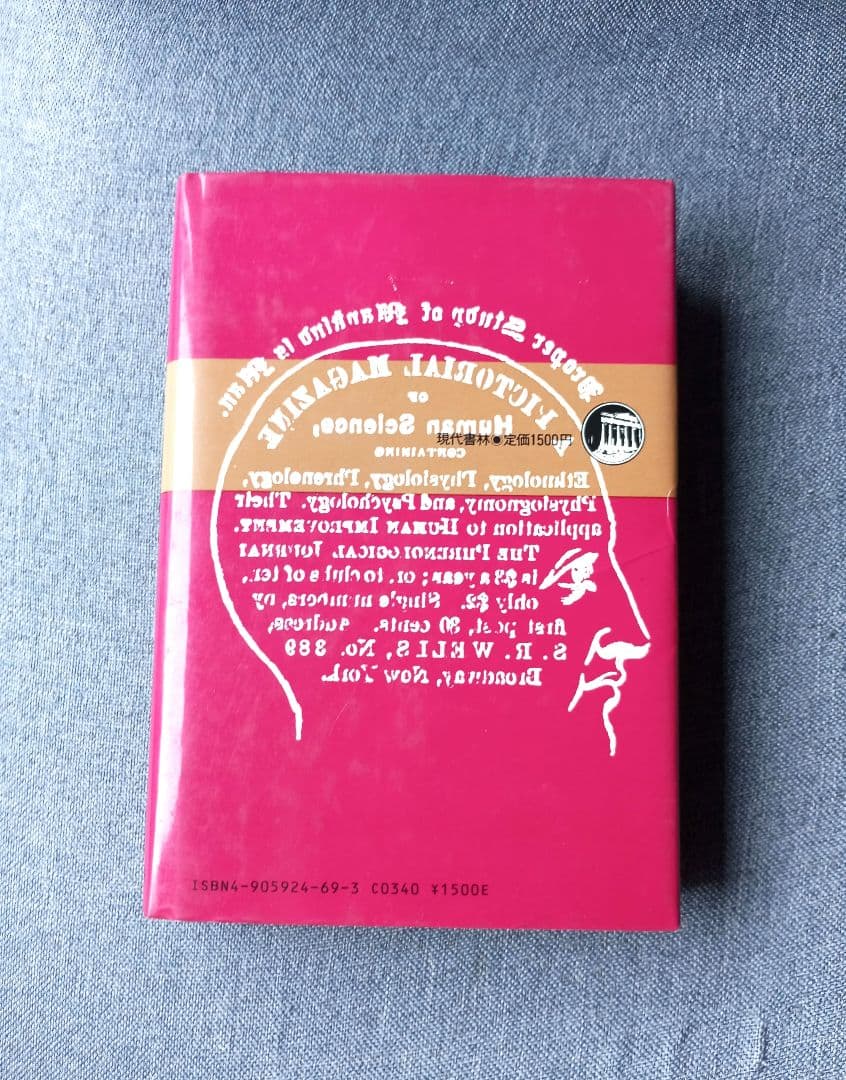 Proper Study of Mankind is Man.
A PICTORIAL MAGAZINE
OF
Human Science,
現代書林●定価1500円
CONTAINING
Ethnology, Physiology, Phrenology,
Physiognomy, and Psychology. Their
application to HUMAN IMPROVEMENT.
THE PHRENOLOGICAL JOURNAL
is $3 a year; or, to clubs of ten,
only $2. Single numbers, by
first post, 30 cents. Address,
S. R. WELLS, No. 389
Broadway, New York.
ISBN4-905924-69-3 C0340 ¥1500E